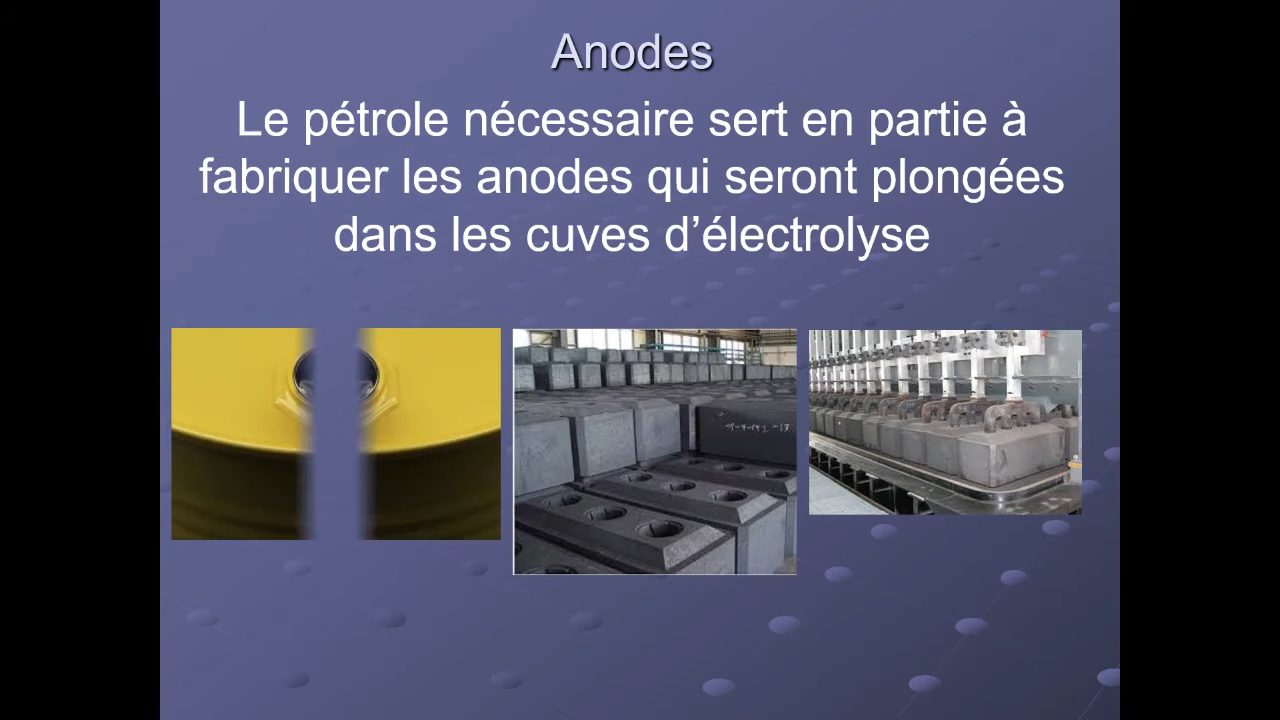 Anodes
Le pétrole nécessaire sert en partie à
fabriquer les anodes qui seront plongées
dans les cuves d’électrolyse